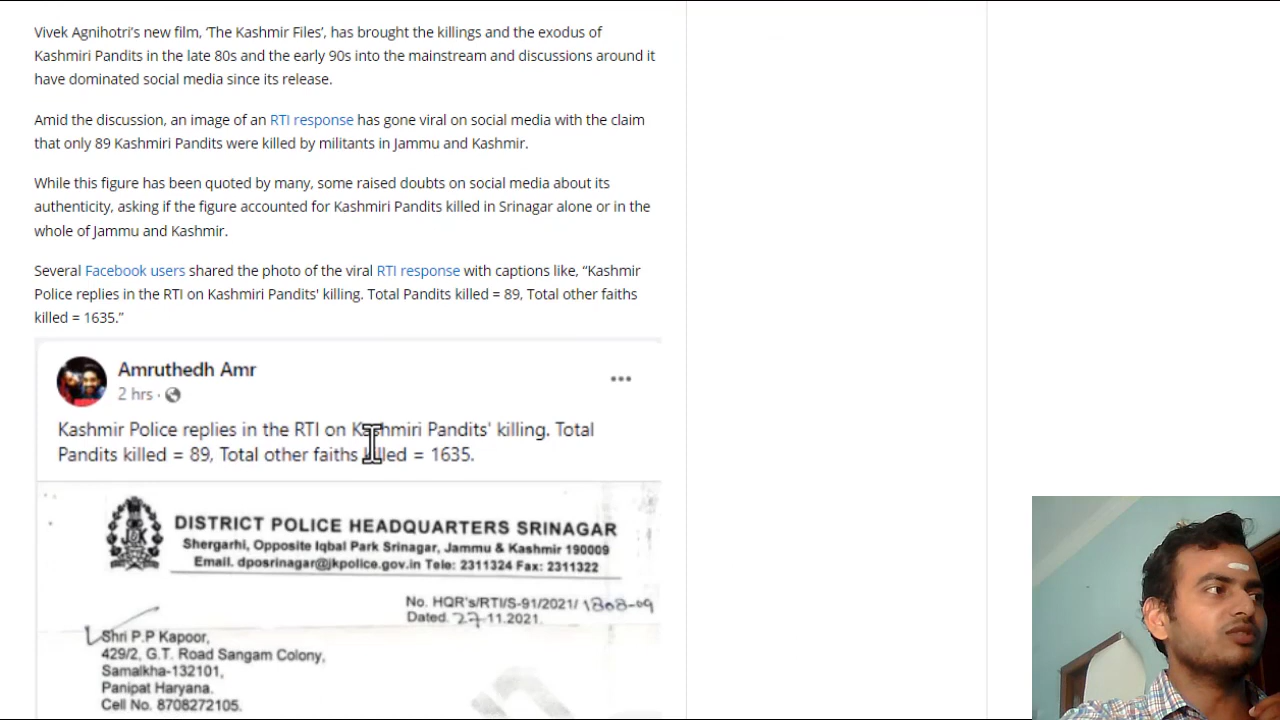 Vivek Agnihotri's new film, 'The Kashmir Files', has brought the killings and the exodus of
Kashmiri Pandits in the late 80s and the early 90s into the mainstream and discussions around it
have dominated social media since its release.
Amid the discussion, an image of an RTI response has gone viral on social media with the claim
that only 89 Kashmiri Pandits were killed by militants in Jammu and Kashmir.
While this figure has been quoted by many, some raised doubts on social media about its
authenticity, asking if the figure accounted for Kashmiri Pandits killed in Srinagar alone or in the
whole of Jammu and Kashmir.
Several Facebook users shared the photo of the viral RTI response with captions like, “Kashmir
Police replies in the RTI on Kashmiri Pandits' killing. Total Pandits killed = 89, Total other faiths
killed = 1635.”
Amruthedh Amr
2 hrs ·
Kashmir Police replies in the RTI on Kashmiri Pandits' killing. Total
Pandits killed = 89, Total other faiths killed = 1635.
DISTRICT POLICE HEADQUARTERS SRINAGAR
Shergarhi, Opposite Iqbal Park Srinagar, Jammu & Kashmir 190009
Email. dposrinagar@jkpolice.gov.in Tele: 2311324 Fax: 2311322
No. HQR's/RTI/S-91/2021/ 1808-09
Dated. 27-11.2021.
Shri P.P Kapoor,
429/2, G.T. Road Sangam Colony,
Samalkha-132101,
Panipat Haryana.
Cell No. 8708272105.